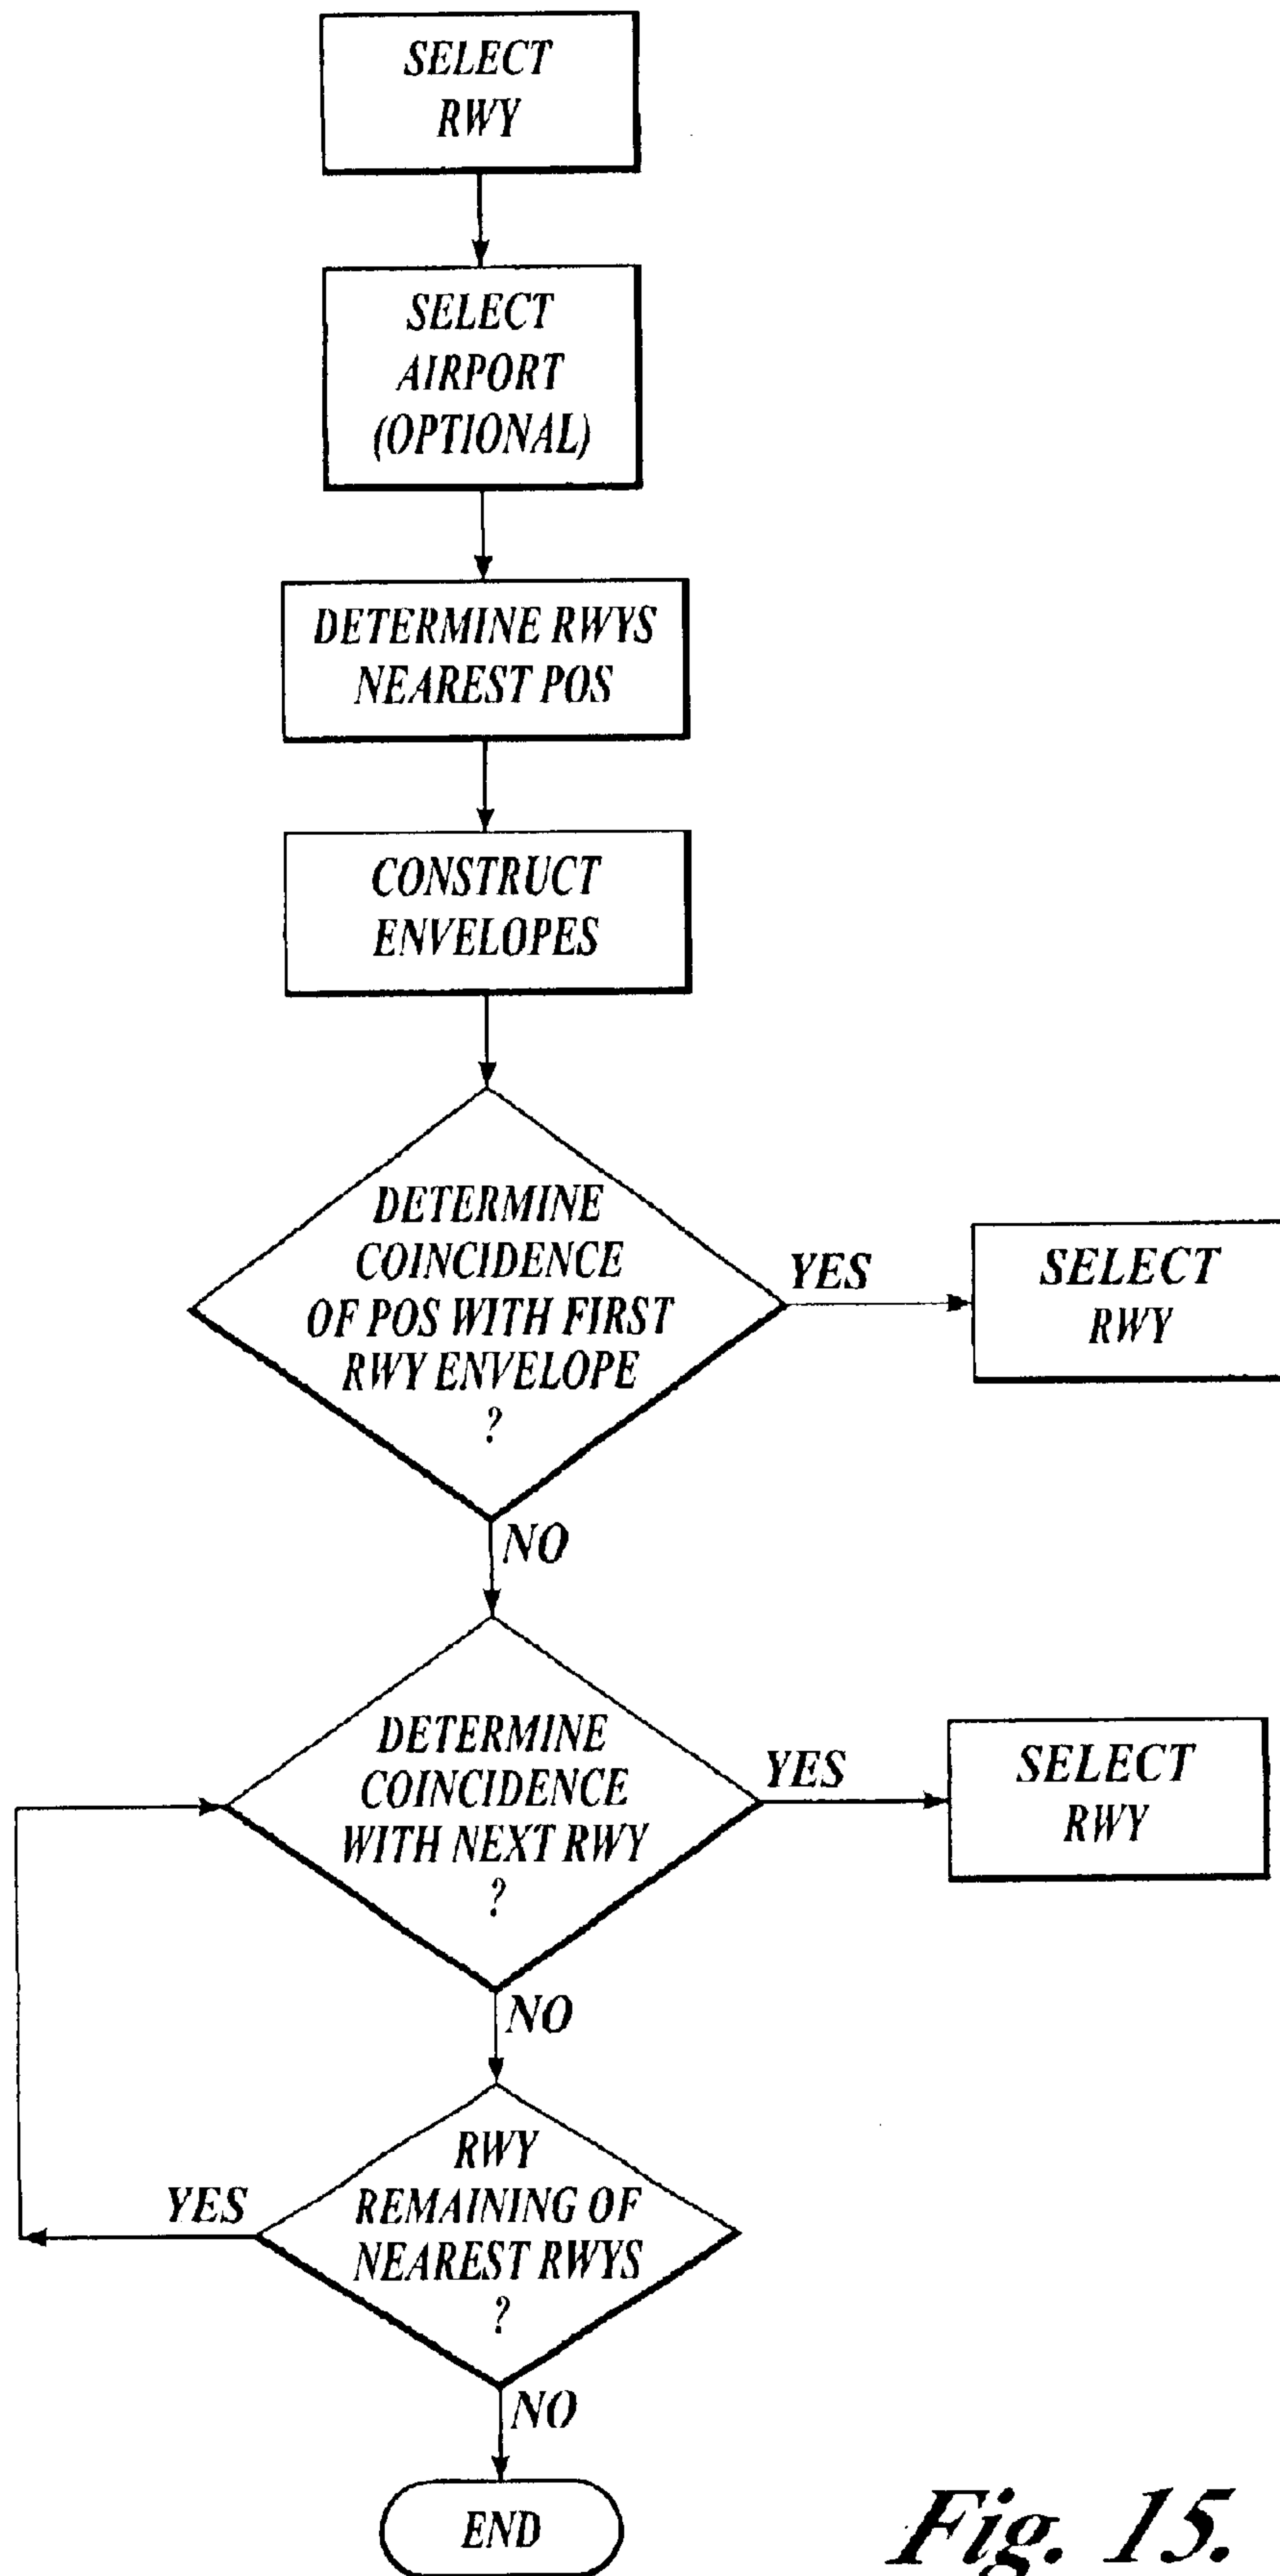 SELECT
RWY
SELECT
AIRPORT
(OPTIONAL)
DETERMINE RWYS
NEAREST POS
CONSTRUCT
ENVELOPES
DETERMINE
COINCIDENCE
OF POS WITH FIRST
RWY ENVELOPE
?
YES
SELECT
RWY
NO
DETERMINE
COINCIDENCE
WITH NEXT RWY
?
YES
SELECT
RWY
NO
RWY
REMAINING OF
NEAREST RWYS
?
YES
NO
END
Fig. 15.